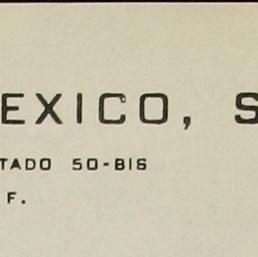 EXICO, S
TADO 50-BIS
F.